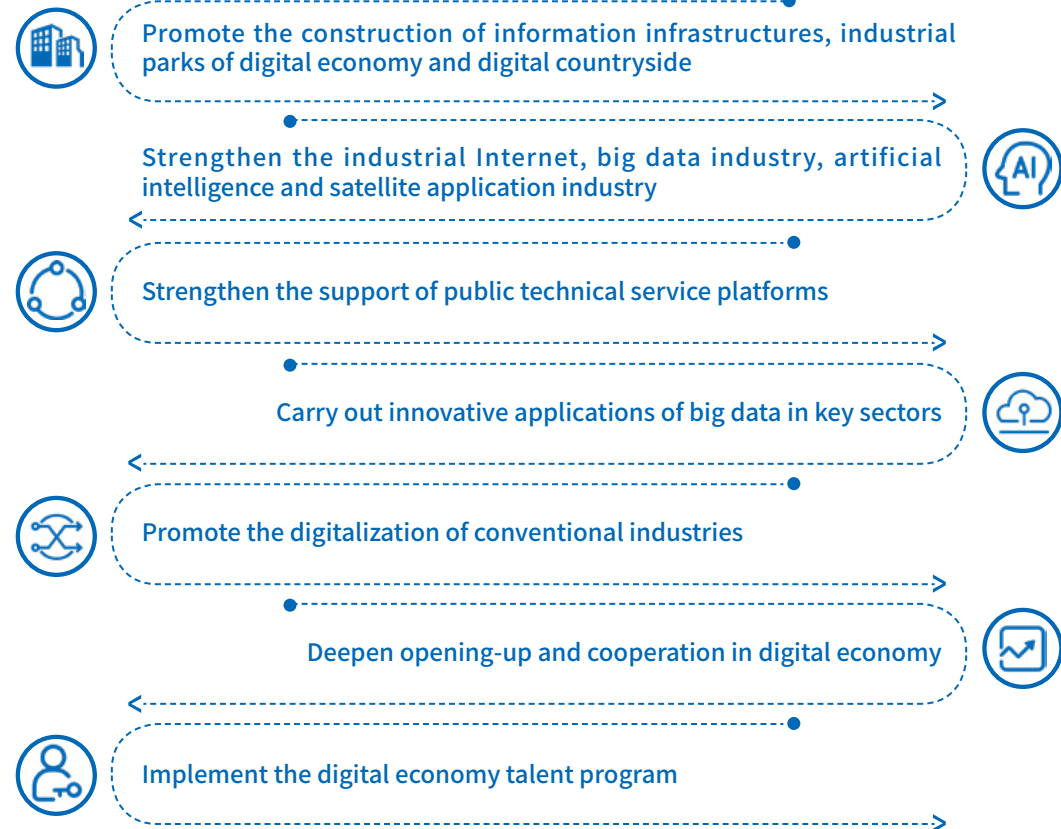 Promote the construction of information infrastructures, industrial
parks of digital economy and digital countryside
Strengthen the industrial Internet, big data industry, artificial
intelligence and satellite application industry
AI
Strengthen the support of public technical service platforms
Carry out innovative applications of big data in key sectors
Promote the digitalization of conventional industries
Deepen opening-up and cooperation in digital economy
Implement the digital economy talent program